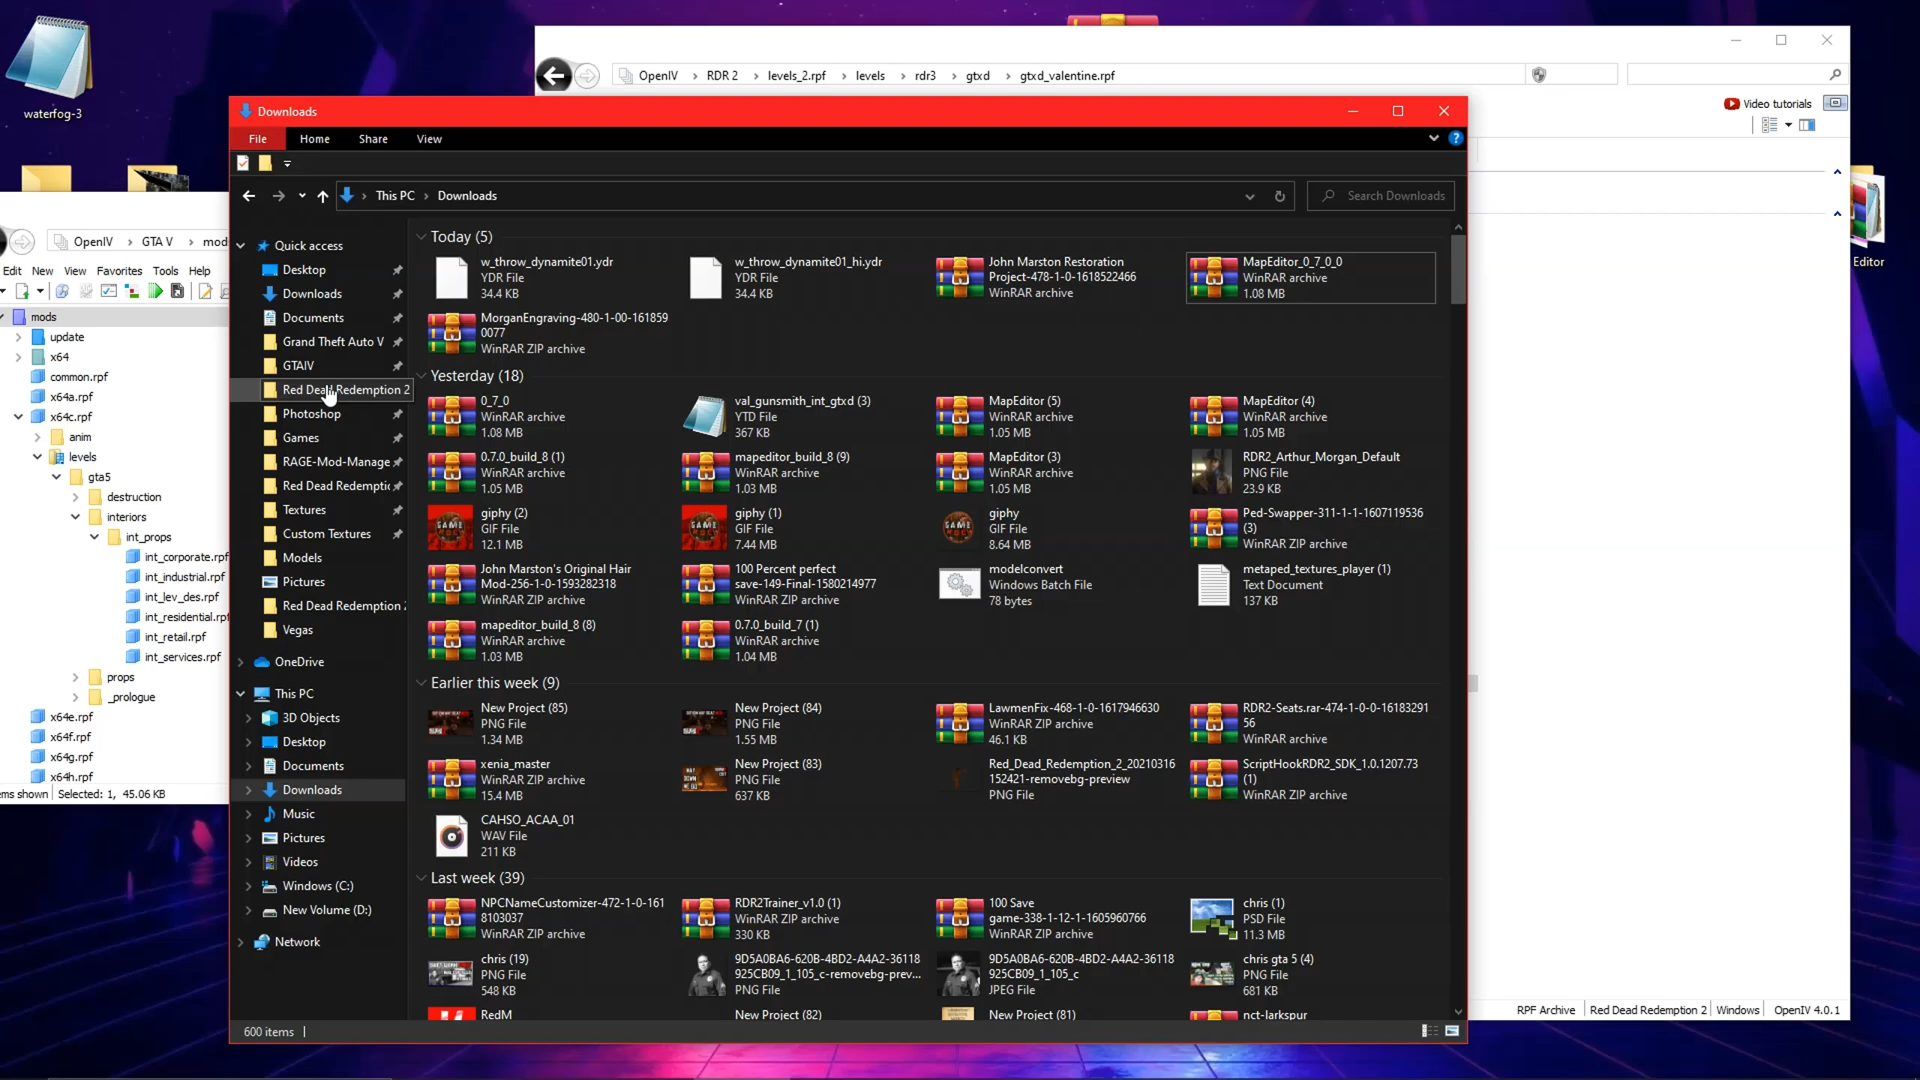 waterfog-3
OpenIV
RDR 2
levels_2.rpf
levels
rdr3
gtxd
gtxd_valentine.rpf
Video tutorials
Editor
OpenIV
GTA V
mod
Edit
New
View
Favorites
Tools
Help
mods
update
x64
common.rpf
x64a.rpf
x64c.rpf
anim
levels
gta5
destruction
interiors
int_props
int_corporate.rpf
int_industrial.rpf
int_lev_des.rpf
int_residential.rpf
int_retail.rpf
int_services.rpf
props
_prologue
x64e.rpf
x64f.rpf
x64g.rpf
x64h.rpf
ems shown
Selected: 1, 45.06 KB
Downloads
File
Home
Share
View
This PC
Downloads
Search Downloads
Quick access
Desktop
Downloads
Documents
Grand Theft Auto V
GTAIV
Red Dead Redemption 2
Photoshop
Games
RAGE-Mod-Manage
Red Dead Redempti
Textures
Custom Textures
Models
Pictures
Red Dead Redemption 2
Vegas
OneDrive
This PC
3D Objects
Desktop
Documents
Downloads
Music
Pictures
Videos
Windows (C:)
New Volume (D:)
Network
Today (5)
w_throw_dynamite01.ydr
YDR File
34.4 KB
w_throw_dynamite01_hi.ydr
YDR File
34.4 KB
John Marston Restoration
Project-478-1-0-1618522466
WinRAR archive
MapEditor_0_7_0_0
WinRAR archive
1.08 MB
MorganEngraving-480-1-00-161859
0077
WinRAR ZIP archive
Yesterday (18)
0_7_0
WinRAR archive
1.08 MB
val_gunsmith_int_gtxd (3)
YTD File
367 KB
MapEditor (5)
WinRAR archive
1.05 MB
MapEditor (4)
WinRAR archive
1.05 MB
0.7.0_build_8 (1)
WinRAR archive
1.05 MB
mapeditor_build_8 (9)
WinRAR archive
1.03 MB
MapEditor (3)
WinRAR archive
1.05 MB
RDR2_Arthur_Morgan_Default
PNG File
23.9 KB
giphy (2)
GIF File
12.1 MB
giphy (1)
GIF File
7.44 MB
giphy
GIF File
8.64 MB
Ped-Swapper-311-1-1-1607119536
(3)
WinRAR ZIP archive
John Marston's Original Hair
Mod-256-1-0-1593282318
WinRAR ZIP archive
100 Percent perfect
save-149-Final-1580214977
WinRAR ZIP archive
modelconvert
Windows Batch File
78 bytes
metaped_textures_player (1)
Text Document
137 KB
mapeditor_build_8 (8)
WinRAR archive
1.03 MB
0.7.0_build_7 (1)
WinRAR archive
1.04 MB
Earlier this week (9)
New Project (85)
PNG File
1.34 MB
New Project (84)
PNG File
1.55 MB
LawmenFix-468-1-0-1617946630
WinRAR ZIP archive
46.1 KB
RDR2-Seats.rar-474-1-0-0-16183291
56
WinRAR archive
xenia_master
WinRAR ZIP archive
15.4 MB
New Project (83)
PNG File
637 KB
Red_Dead_Redemption_2_20210316
152421-removebg-preview
PNG File
ScriptHookRDR2_SDK_1.0.1207.73
(1)
WinRAR ZIP archive
CAHSO_ACAA_01
WAV File
211 KB
Last week (39)
NPCNameCustomizer-472-1-0-161
8103037
WinRAR ZIP archive
RDR2Trainer_v1.0 (1)
WinRAR ZIP archive
330 KB
100 Save
game-338-1-12-1-1605960766
WinRAR ZIP archive
chris (1)
PSD File
11.3 MB
chris (19)
PNG File
548 KB
9D5A0BA6-620B-4BD2-A4A2-36118
925CB09_1_105_c-removebg-prev...
PNG File
9D5A0BA6-620B-4BD2-A4A2-36118
925CB09_1_105_c
JPEG File
chris gta 5 (4)
PNG File
681 KB
RedM
New Project (82)
New Project (81)
nct-larkspur
600 items
RPF Archive
Red Dead Redemption 2
Windows
OpenIV 4.0.1